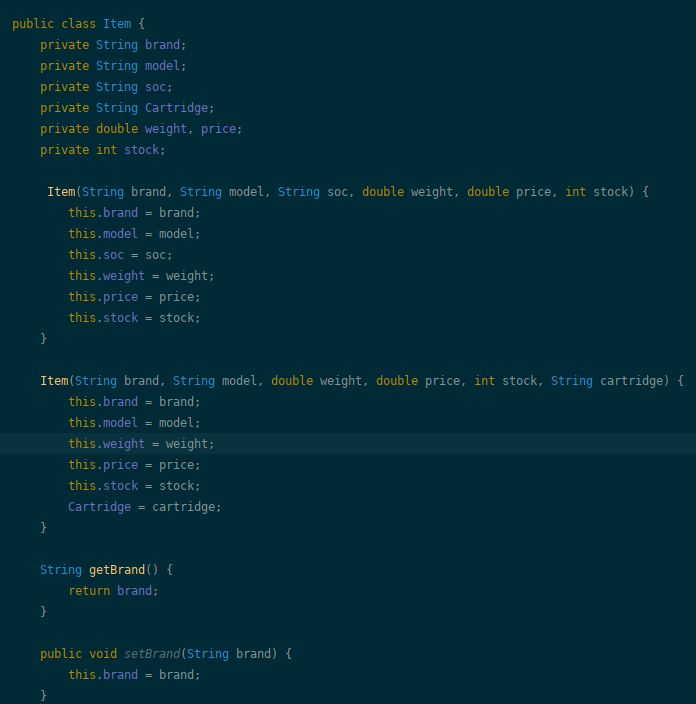 public class Item {
    private String brand;
    private String model;
    private String soc;
    private String Cartridge;
    private double weight, price;
    private int stock;

     Item(String brand, String model, String soc, double weight, double price, int stock) {
        this.brand = brand;
        this.model = model;
        this.soc = soc;
        this.weight = weight;
        this.price = price;
        this.stock = stock;
    }

    Item(String brand, String model, double weight, double price, int stock, String cartridge) {
        this.brand = brand;
        this.model = model;
        this.weight = weight;
        this.price = price;
        this.stock = stock;
        Cartridge = cartridge;
    }

    String getBrand() {
        return brand;
    }

    public void setBrand(String brand) {
        this.brand = brand;
    }